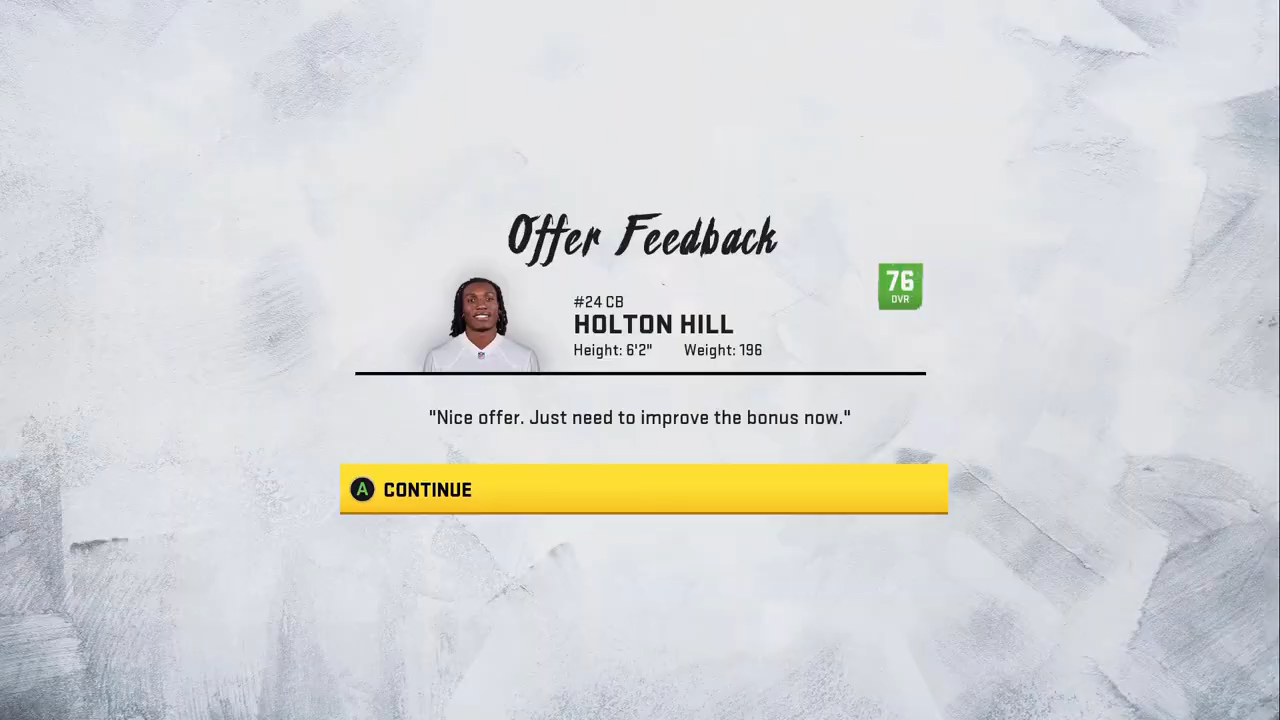 Offer Feedback
76
OVR
#24 CB
HOLTON HILL
Height: 6'2" Weight: 196
"Nice offer. Just need to improve the bonus now."
A CONTINUE